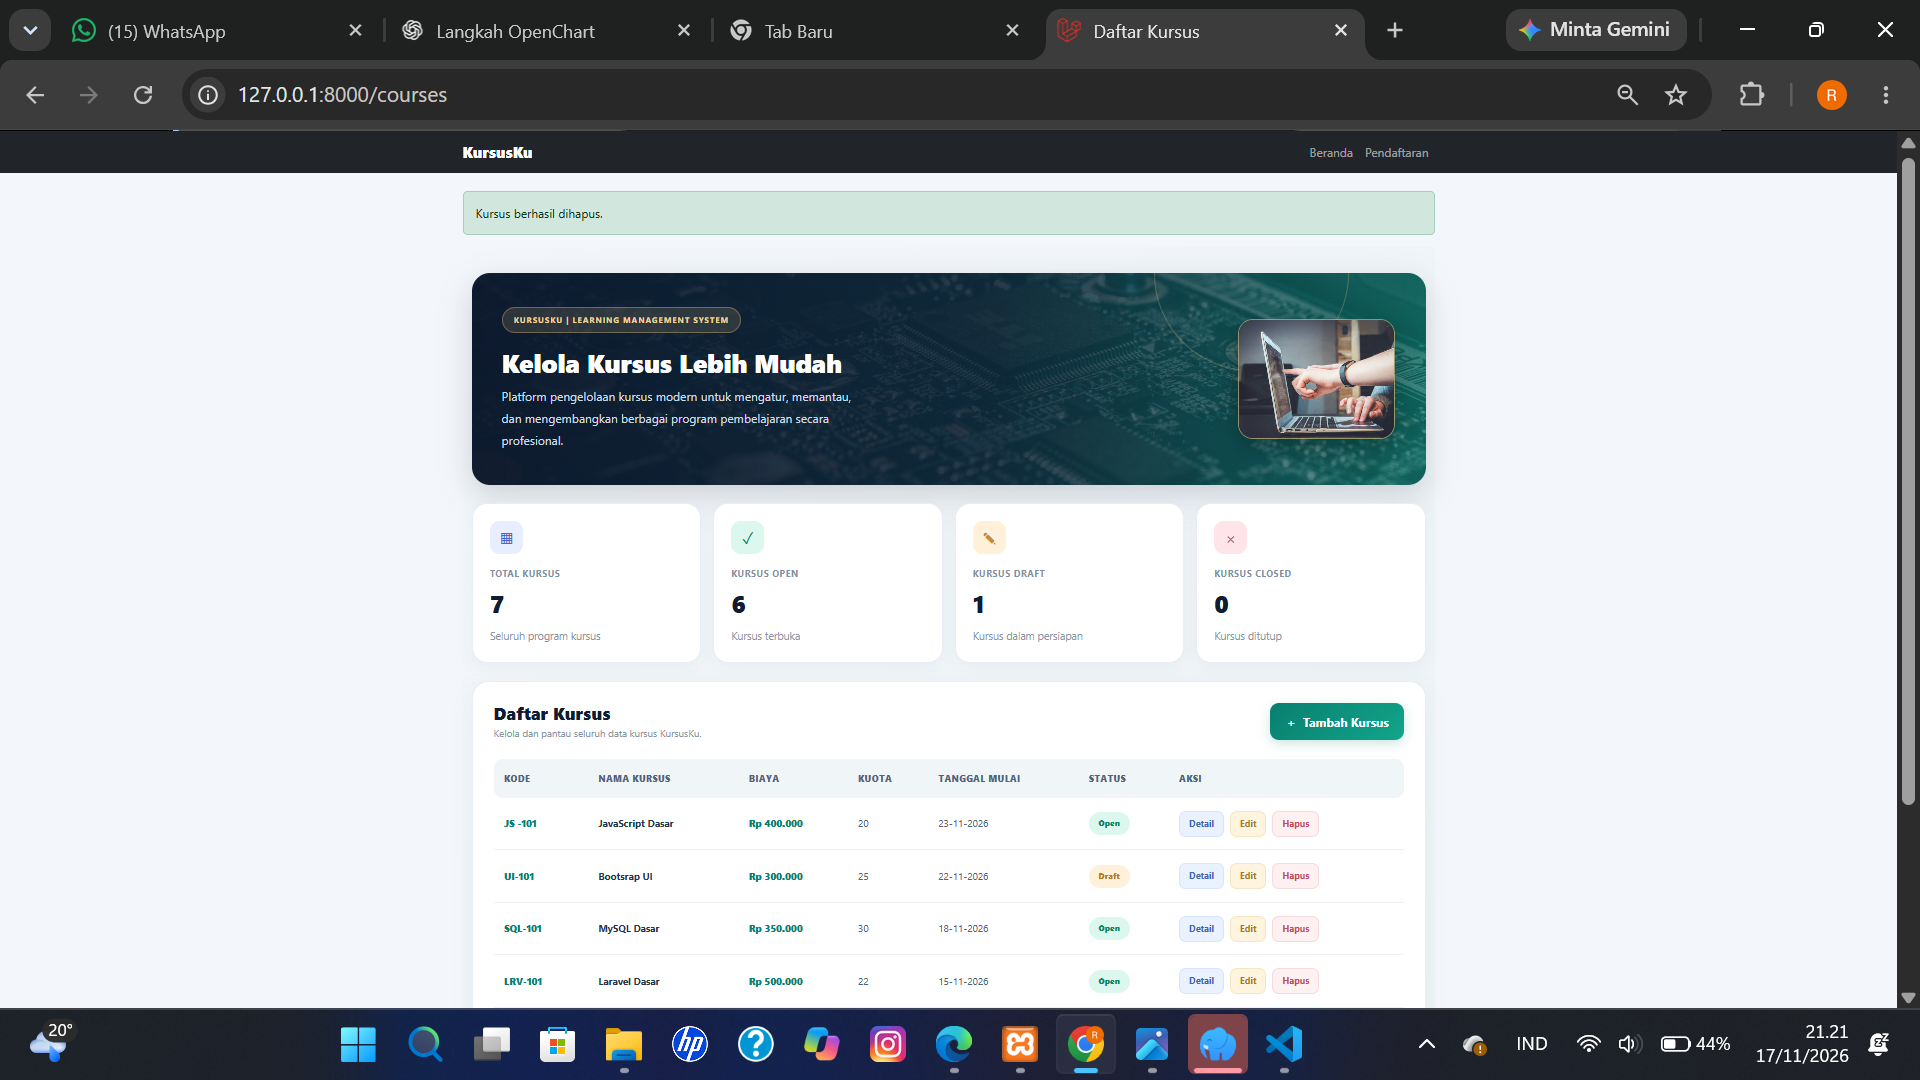 (15) WhatsApp
Langkah OpenChart
Tab Baru
Daftar Kursus
Minta Gemini
127.0.0.1:8000/courses
R
KursusKu
Beranda
Pendaftaran
Kursus berhasil dihapus.
KURSUSKU | LEARNING MANAGEMENT SYSTEM
Kelola Kursus Lebih Mudah
Platform pengelolaan kursus modern untuk mengatur, memantau,
dan mengembangkan berbagai program pembelajaran secara
profesional.
TOTAL KURSUS
7
Seluruh program kursus
KURSUS OPEN
6
Kursus terbuka
KURSUS DRAFT
1
Kursus dalam persiapan
KURSUS CLOSED
0
Kursus ditutup
Daftar Kursus
Kelola dan pantau seluruh data kursus KursusKu.
+ Tambah Kursus
KODE NAMA KURSUS BIAYA KUOTA TANGGAL MULAI STATUS AKSI
JS -101 JavaScript Dasar Rp 400.000 20 23-11-2026 Open Detail Edit Hapus
UI-101 Bootsrap UI Rp 300.000 25 22-11-2026 Draft Detail Edit Hapus
SQL-101 MySQL Dasar Rp 350.000 30 18-11-2026 Open Detail Edit Hapus
LRV-101 Laravel Dasar Rp 500.000 22 15-11-2026 Open Detail Edit Hapus
20°
hp
R
IND
44%
21.21
17/11/2026